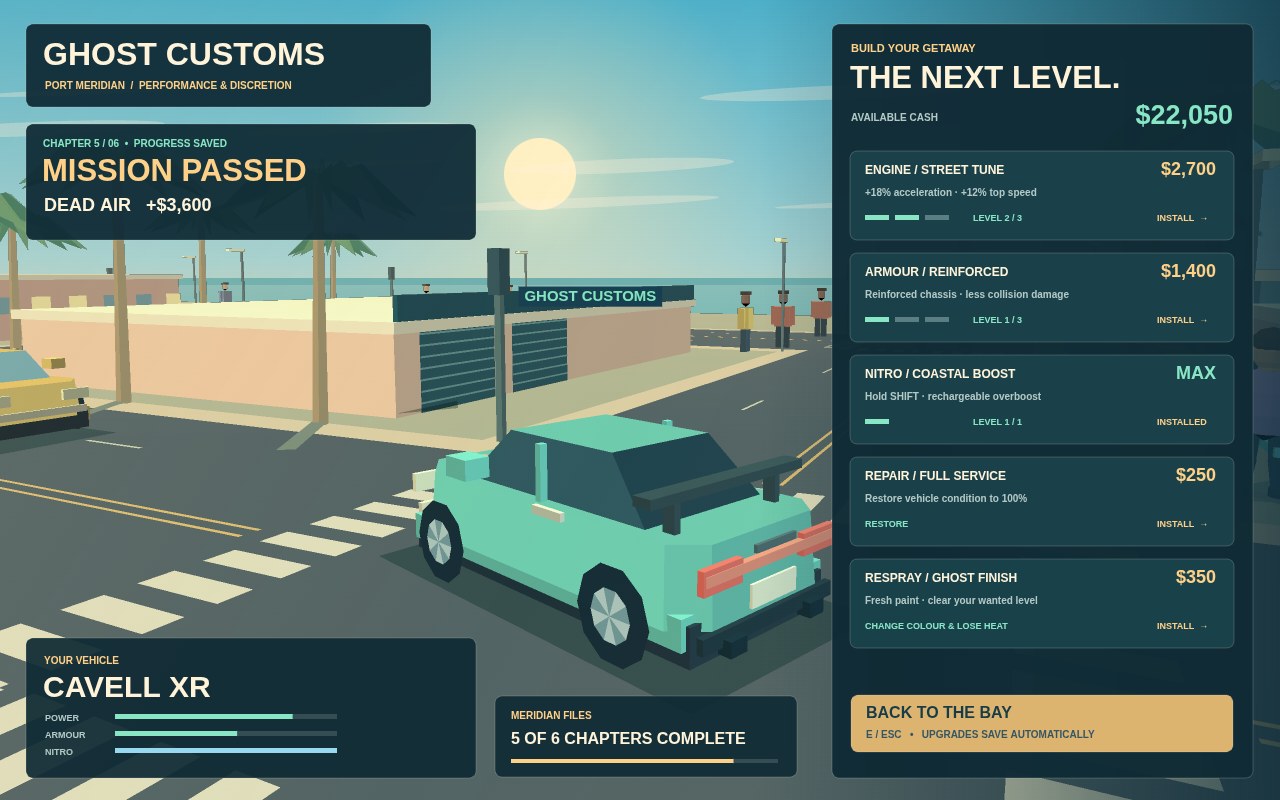 GHOST CUSTOMS
PORT MERIDIAN / PERFORMANCE & DISCRETION
CHAPTER 5 / 06 • PROGRESS SAVED
MISSION PASSED
DEAD AIR +$3,600
GHOST CUSTOMS
YOUR VEHICLE
CAVELL XR
POWER
ARMOUR
NITRO
MERIDIAN FILES
5 OF 6 CHAPTERS COMPLETE
BUILD YOUR GETAWAY
THE NEXT LEVEL.
AVAILABLE CASH $22,050
ENGINE / STREET TUNE $2,700
+18% acceleration · +12% top speed
LEVEL 2 / 3 INSTALL →
ARMOUR / REINFORCED $1,400
Reinforced chassis · less collision damage
LEVEL 1 / 3 INSTALL →
NITRO / COASTAL BOOST MAX
Hold SHIFT · rechargeable overboost
LEVEL 1 / 1 INSTALLED
REPAIR / FULL SERVICE $250
Restore vehicle condition to 100%
RESTORE INSTALL →
RESPRAY / GHOST FINISH $350
Fresh paint · clear your wanted level
CHANGE COLOUR & LOSE HEAT INSTALL →
BACK TO THE BAY
E / ESC • UPGRADES SAVE AUTOMATICALLY